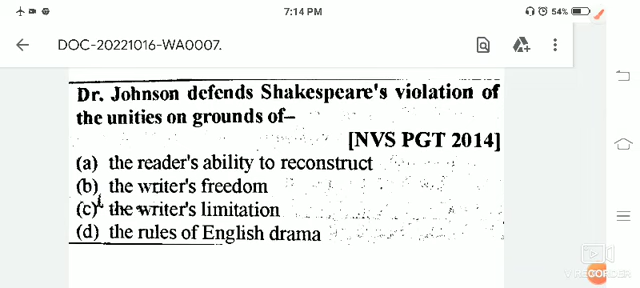 7:14 PM
54%
DOC-20221016-WA0007.
Dr. Johnson defends Shakespeare's violation of
the unities on grounds of–
[NVS PGT 2014]
(a) the reader's ability to reconstruct
(b) the writer's freedom
(c) the writer's limitation
(d) the rules of English drama
RECORDER